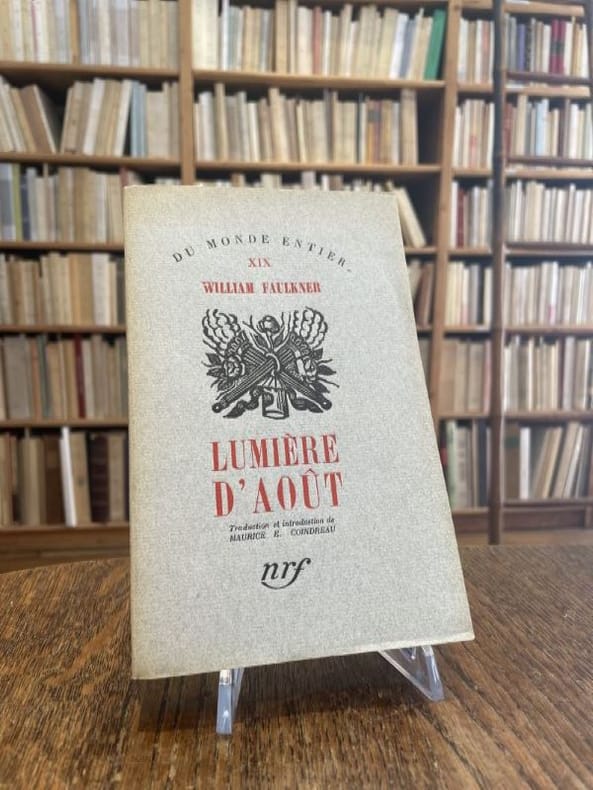 DU MONDE ENTIER
XIX
WILLIAM FAULKNER
LUMIÈRE
D'AOÛT
Traduction et introduction de
MAURICE E. COINDREAU
nrf